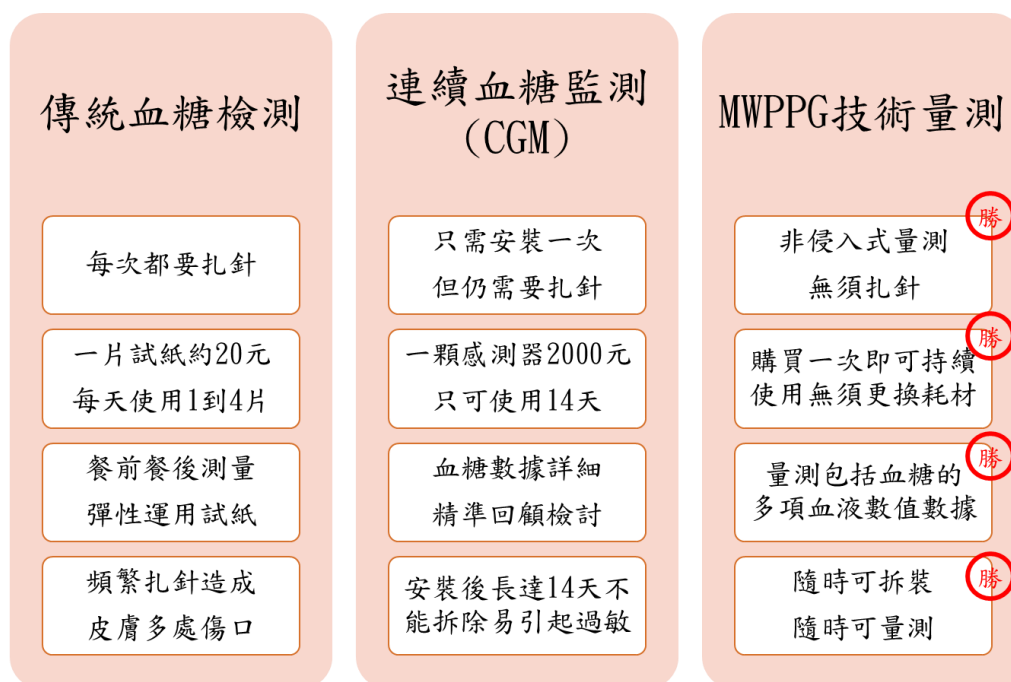 傳統血糖檢測
每次都要扎針
一片試紙約20元
每天使用1到4片
餐前餐後測量
彈性運用試紙
頻繁扎針造成
皮膚多處傷口
連續血糖監測
(CGM)
只需安裝一次
但仍需要扎針
一顆感測器2000元
只可使用14天
血糖數據詳細
精準回顧檢討
安裝後長達14天不
能拆除易引起過敏
MWPPG技術量測
勝
非侵入式量測
無須扎針
勝
購買一次即可持續
使用無須更換耗材
勝
量測包括血糖的
多項血液數值數據
勝
隨時可拆裝
隨時可量測